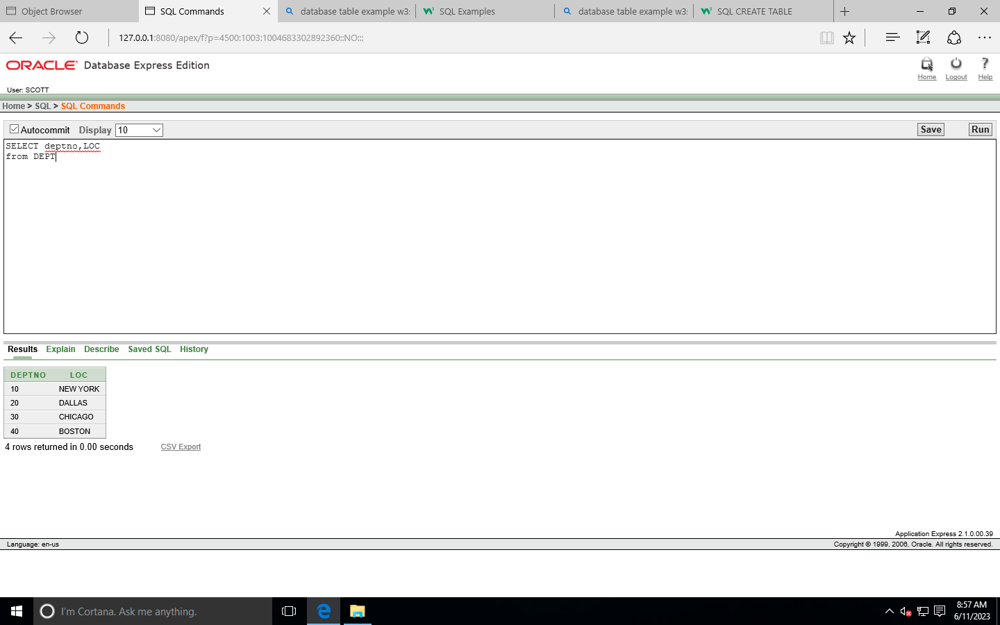 Object Browser
SQL Commands
database table example w3:
SQL Examples
database table example w3:
SQL CREATE TABLE
127.0.0.1:8080/apex/f?p=4500:1003:1004683302892360::NO:::
ORACLE Database Express Edition
Home
Logout
Help
User: SCOTT
Home > SQL > SQL Commands
Autocommit Display 10
Save
Run
SELECT deptno,LOC
from DEPT
Results Explain Describe Saved SQL History
DEPTNO LOC
10 NEW YORK
20 DALLAS
30 CHICAGO
40 BOSTON
4 rows returned in 0.00 seconds
CSV Export
Application Express 2.1.0.00.39
Language: en-us
Copyright © 1999, 2006, Oracle. All rights reserved.
I'm Cortana. Ask me anything.
8:57 AM
6/11/2023